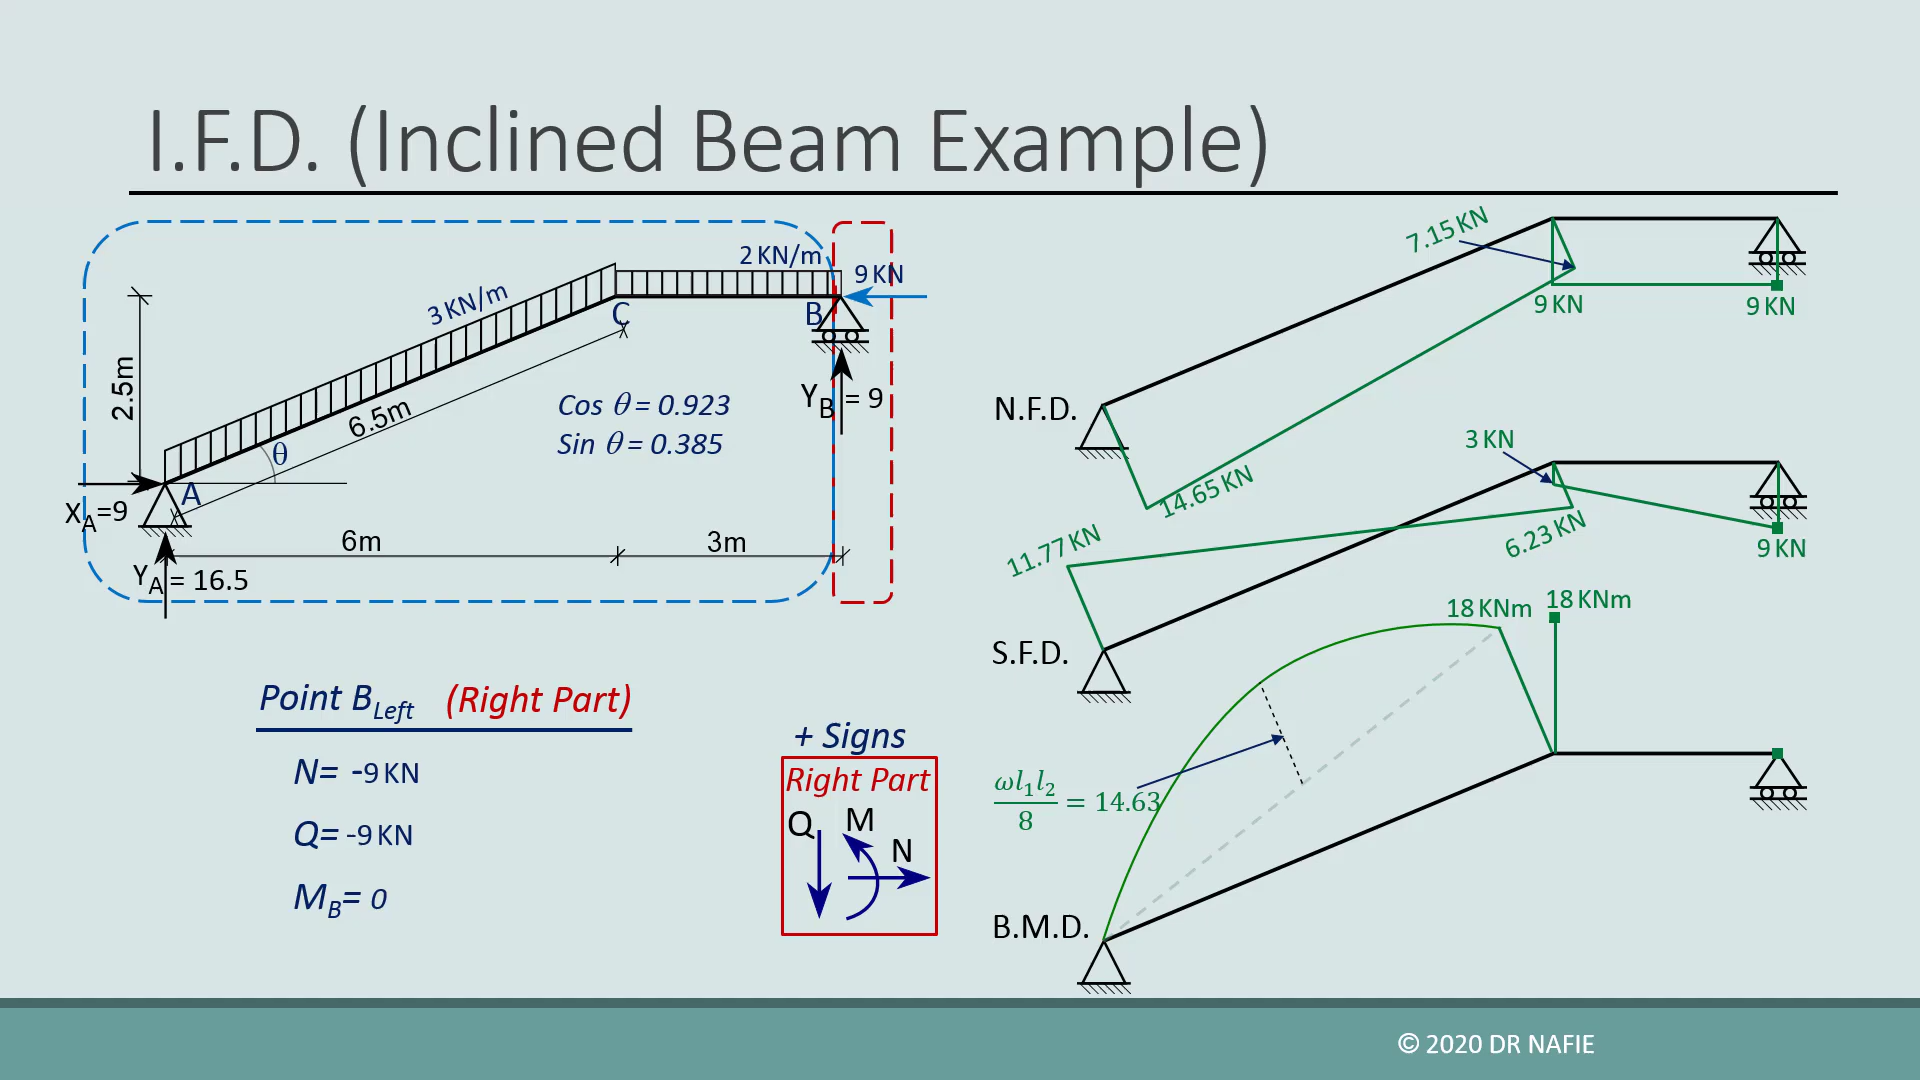 I.F.D. (Inclined Beam Example)
2 KN/m
9 KN
3 KN/m
C
B
2.5m
6.5m
Cos θ = 0.923
Sin θ = 0.385
Y_B = 9
θ
A
X_A=9
6m
3m
Y_A = 16.5
Point B_Left (Right Part)
N= -9 KN
Q= -9 KN
M_B= 0
+ Signs
Right Part
Q
M
N
7.15 KN
9 KN
9 KN
N.F.D.
14.65 KN
3 KN
11.77 KN
6.23 KN
9 KN
S.F.D.
18 KNm
18 KNm
ωl₁l₂/8 = 14.63
B.M.D.
© 2020 DR NAFIE